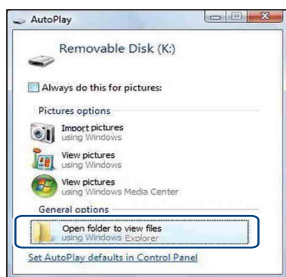 AutoPlay
Removable Disk (K:)
Always do this for pictures:
Pictures options
Import pictures
using Windows
View pictures
using Windows
View pictures
using Windows Media Center
General options
Open folder to view files
using Windows Explorer
Set AutoPlay defaults in Control Panel